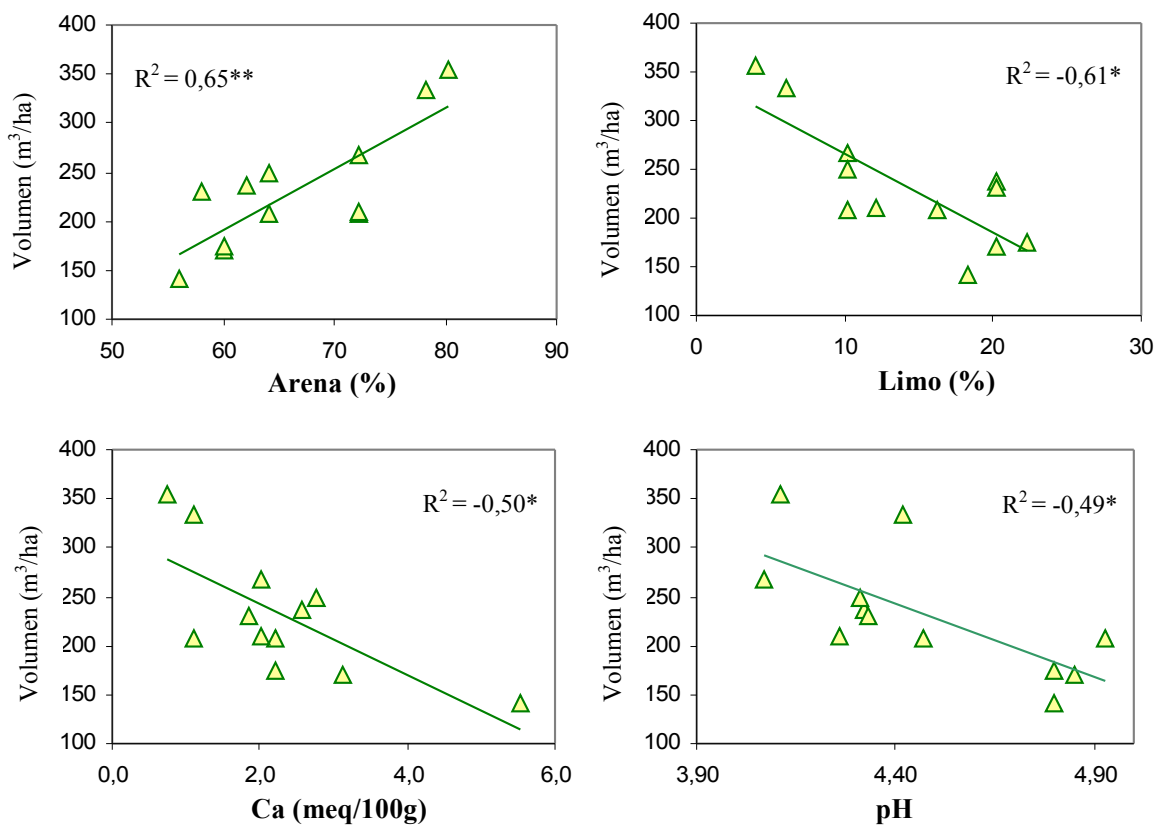 400
350
300
250
200
150
100
Volumen (m³/ha)
R² = 0,65**
50 60 70 80 90
Arena (%)
400
350
300
250
200
150
100
Volumen (m³/ha)
R² = -0,61*
0 10 20 30
Limo (%)
400
350
300
250
200
150
100
Volumen (m³/ha)
R² = -0,50*
0,0 2,0 4,0 6,0
Ca (meq/100g)
400
350
300
250
200
150
100
Volumen (m³/ha)
R² = -0,49*
3,90 4,40 4,90
pH